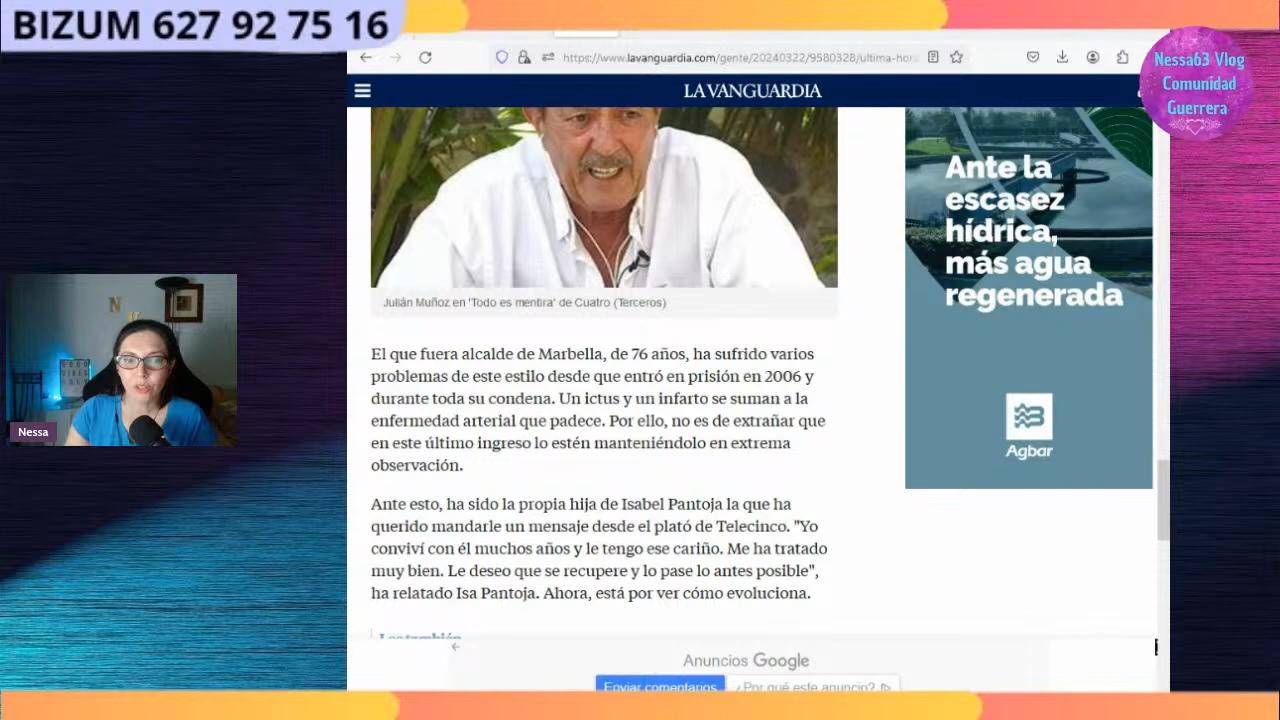 BIZUM 627 92 75 16
https://www.lavanguardia.com/gente/20240322/9580328/ultima-hor
LA VANGUARDIA
Nessa63 Vlog
Comunidad
Guerrera
Ante la
escasez
hídrica,
más agua
regenerada
Agbar
Julián Muñoz en 'Todo es mentira' de Cuatro (Terceros)
El que fuera alcalde de Marbella, de 76 años, ha sufrido varios
problemas de este estilo desde que entró en prisión en 2006 y
durante toda su condena. Un ictus y un infarto se suman a la
enfermedad arterial que padece. Por ello, no es de extrañar que
en este último ingreso lo estén manteniéndolo en extrema
observación.
Ante esto, ha sido la propia hija de Isabel Pantoja la que ha
querido mandarle un mensaje desde el plató de Telecinco. "Yo
conviví con él muchos años y le tengo ese cariño. Me ha tratado
muy bien. Le deseo que se recupere y lo pase lo antes posible",
ha relatado Isa Pantoja. Ahora, está por ver cómo evoluciona.
Lea también
Anuncios Google
Enviar comentarios
¿Por qué este anuncio?
Nessa
N